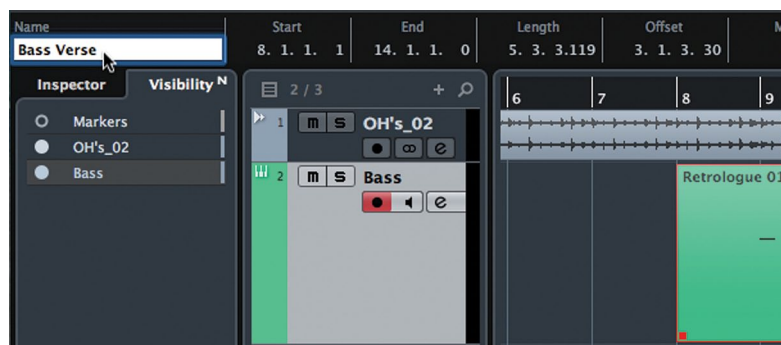 Name Start End Length Offset M
Bass Verse 8. 1. 1. 1 14. 1. 1. 0 5. 3. 3.119 3. 1. 3. 30
Inspector Visibility N
2 / 3
6 7 8 9
Markers
OH's_02
Bass
1 m S OH's_02
e
2 m S Bass
e
Retrologue 01